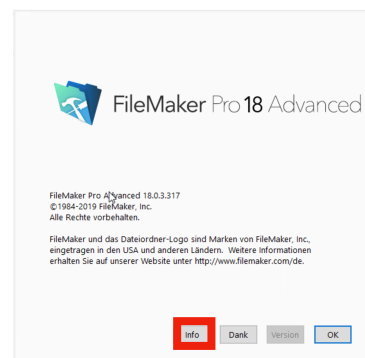 FileMaker Pro 18 Advanced
FileMaker Pro Advanced 18.0.3.317
©1984-2019 FileMaker, Inc.
Alle Rechte vorbehalten.
FileMaker und das Dateiordner-Logo sind Marken von FileMaker, Inc.,
eingetragen in den USA und anderen Ländern. Weitere Informationen
erhalten Sie auf unserer Website unter http://www.filemaker.com/de.
Info Dank Version OK